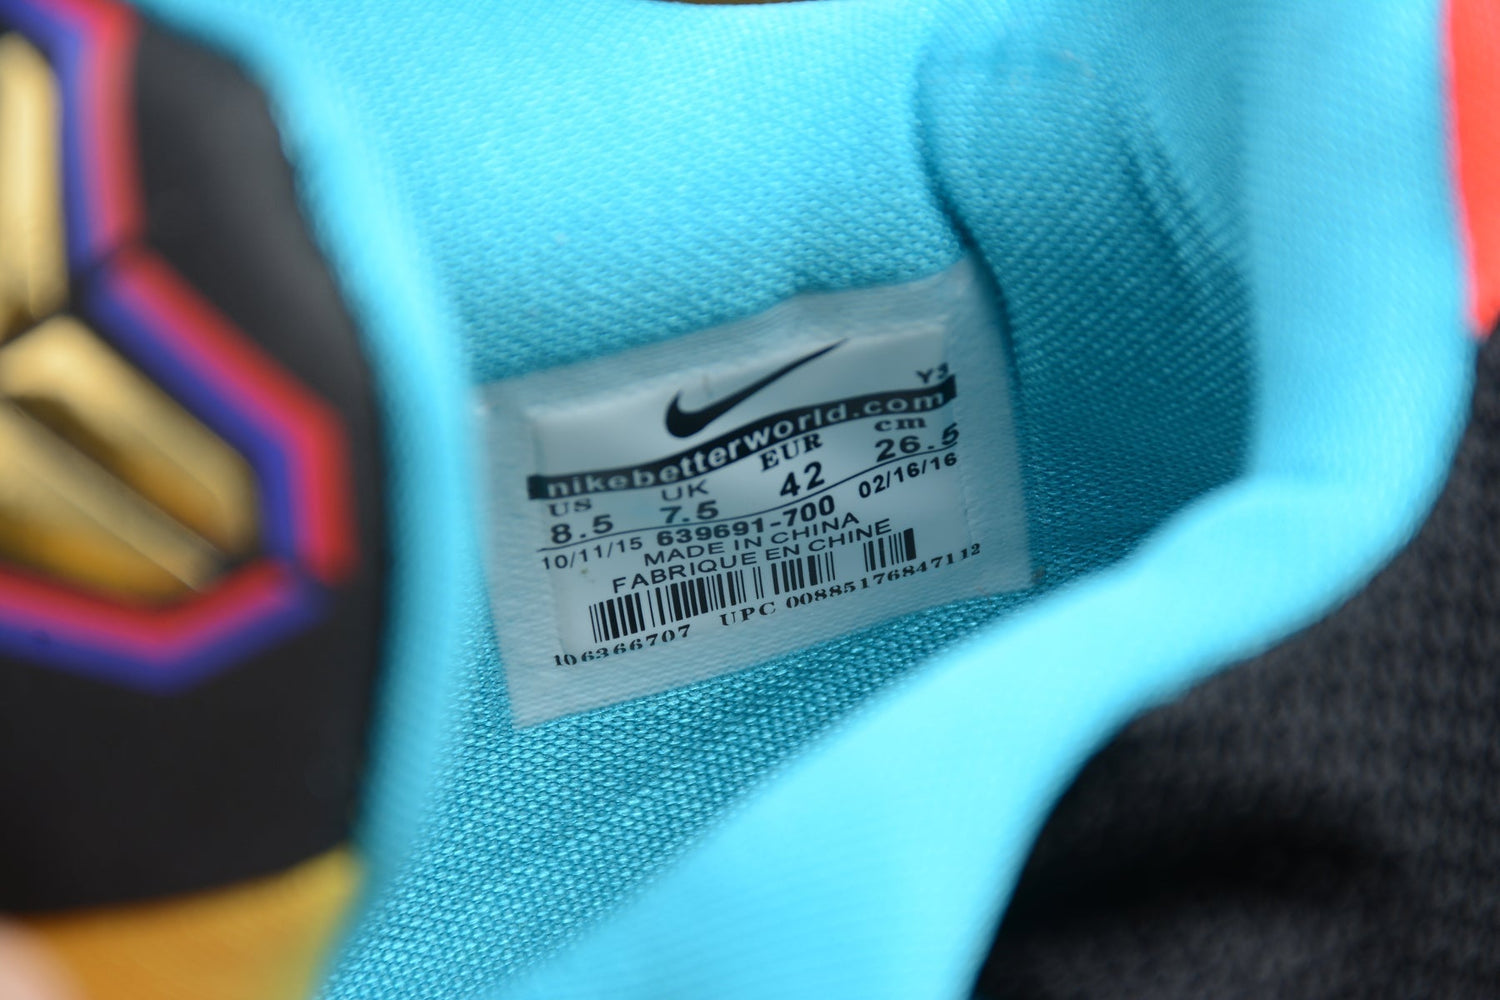 Y3
nikebetterworld.com
US UK EUR cm
8.5 7.5 42 26.5
10/11/15 639691-700 02/16/16
MADE IN CHINA
FABRIQUE EN CHINE
106366707 UPC 00885176847112